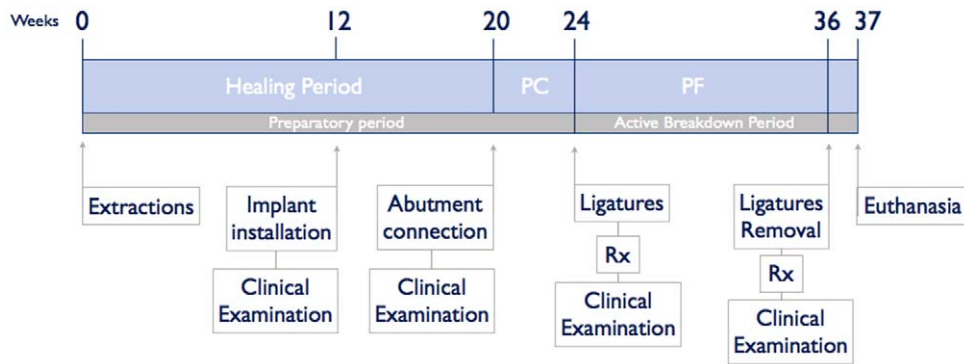 Weeks 0 12 20 24 36 37
Healing Period PC PF
Preparatory period Active Breakdown Period
Extractions
Implant
installation
Clinical
Examination
Abutment
connection
Clinical
Examination
Ligatures
Rx
Clinical
Examination
Ligatures
Removal
Rx
Clinical
Examination
Euthanasia